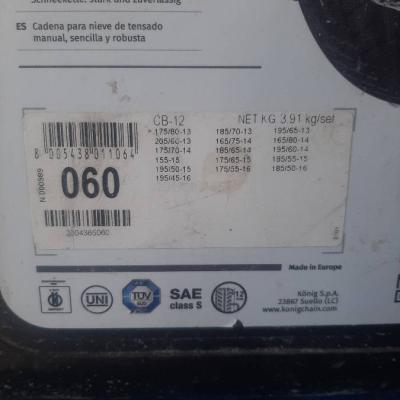 Schneekette: stark und zuverlässig
ES Cadena para nieve de tensado
manual, sencilla y robusta
CB-12 NET KG 3.91 kg/set
175/80-13 185/70-13 195/65-13
205/60-13 165/75-14 165/80-14
175/70-14 185/65-14 195/60-14
155-15 175/65-15 185/55-15
195/50-15 175/55-16 185/50-16
195/45-16
8 005438 011064
N 000989
060
2004365060
Made in Europe
UNI
TÜV
SÜD
SAE
class S
12
König S.p.A.
23867 Suello (LC)
www.konigchain.com